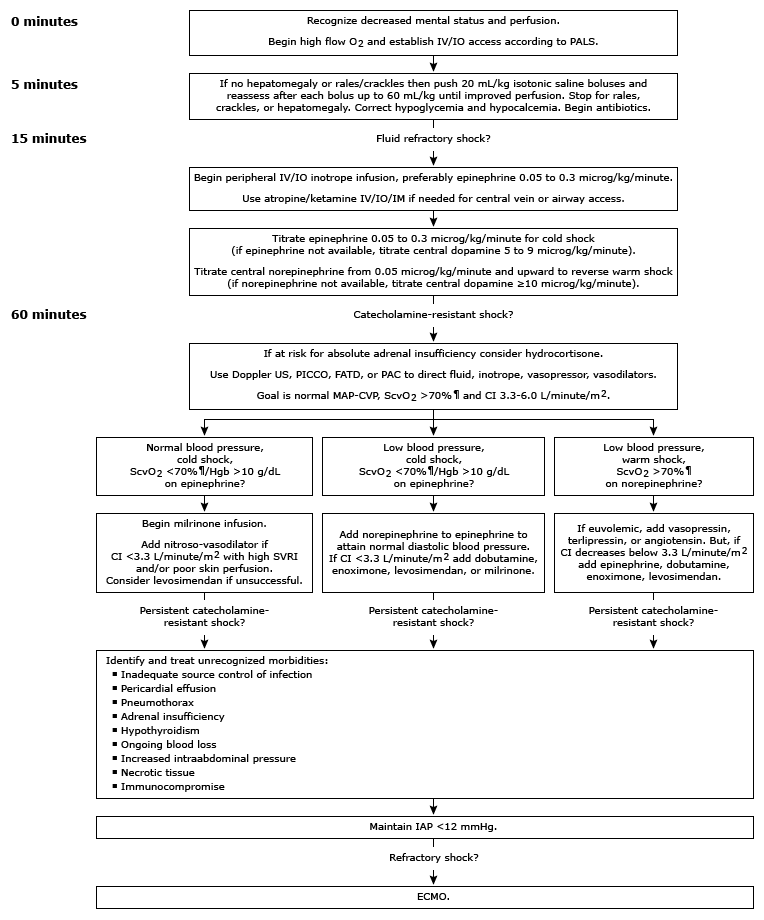 0 minutes
Recognize decreased mental status and perfusion.
Begin high flow O2 and establish IV/IO access according to PALS.
5 minutes
If no hepatomegaly or rales/crackles then push 20 mL/kg isotonic saline boluses and
reassess after each bolus up to 60 mL/kg until improved perfusion. Stop for rales,
crackles, or hepatomegaly. Correct hypoglycemia and hypocalcemia. Begin antibiotics.
15 minutes
Fluid refractory shock?
Begin peripheral IV/IO inotrope infusion, preferably epinephrine 0.05 to 0.3 microg/kg/minute.
Use atropine/ketamine IV/IO/IM if needed for central vein or airway access.
Titrate epinephrine 0.05 to 0.3 microg/kg/minute for cold shock
(if epinephrine not available, titrate central dopamine 5 to 9 microg/kg/minute).
Titrate central norepinephrine from 0.05 microg/kg/minute and upward to reverse warm shock
(if norepinephrine not available, titrate central dopamine ≥10 microg/kg/minute).
60 minutes
Catecholamine-resistant shock?
If at risk for absolute adrenal insufficiency consider hydrocortisone.
Use Doppler US, PICCO, FATD, or PAC to direct fluid, inotrope, vasopressor, vasodilators.
Goal is normal MAP-CVP, ScvO2 >70%¶ and CI 3.3-6.0 L/minute/m2.
Normal blood pressure,
cold shock,
ScvO2 <70%¶/Hgb >10 g/dL
on epinephrine?
Low blood pressure,
cold shock,
ScvO2 <70%¶/Hgb >10 g/dL
on epinephrine?
Low blood pressure,
warm shock,
ScvO2 >70%¶
on norepinephrine?
Begin milrinone infusion.
Add nitroso-vasodilator if
CI <3.3 L/minute/m2 with high SVRI
and/or poor skin perfusion.
Consider levosimendan if unsuccessful.
Add norepinephrine to epinephrine to
attain normal diastolic blood pressure.
If CI <3.3 L/minute/m2 add dobutamine,
enoximone, levosimendan, or milrinone.
If euvolemic, add vasopressin,
terlipressin, or angiotensin. But, if
CI decreases below 3.3 L/minute/m2
add epinephrine, dobutamine,
enoximone, levosimendan.
Persistent catecholamine-
resistant shock?
Persistent catecholamine-
resistant shock?
Persistent catecholamine-
resistant shock?
Identify and treat unrecognized morbidities:
▪ Inadequate source control of infection
▪ Pericardial effusion
▪ Pneumothorax
▪ Adrenal insufficiency
▪ Hypothyroidism
▪ Ongoing blood loss
▪ Increased intraabdominal pressure
▪ Necrotic tissue
▪ Immunocompromise
Maintain IAP <12 mmHg.
Refractory shock?
ECMO.